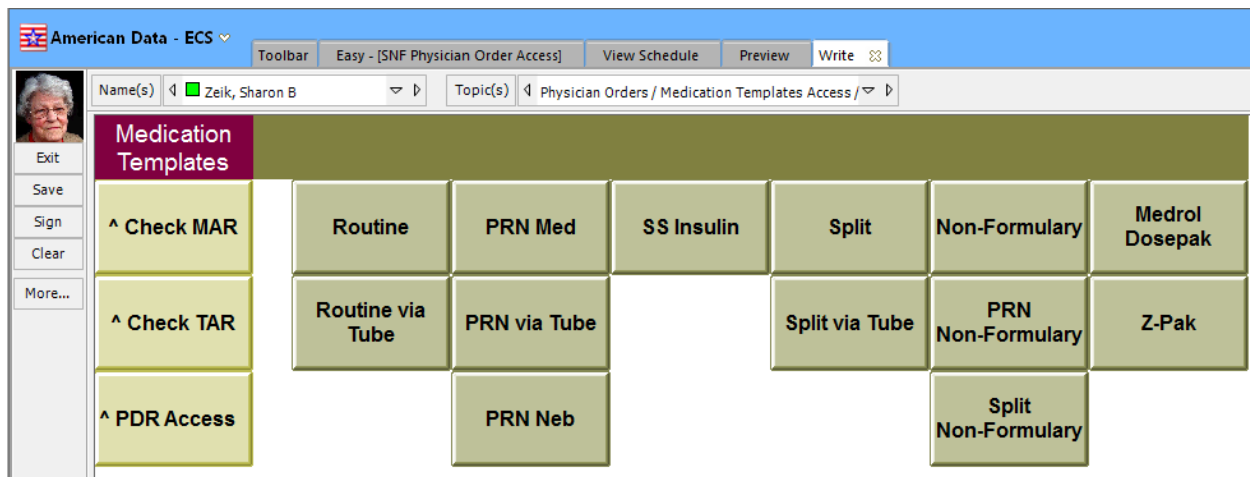 American Data - ECS
Toolbar Easy - [SNF Physician Order Access] View Schedule Preview Write
Name(s) Zeik, Sharon B Topic(s) Physician Orders / Medication Templates Access /
Exit
Save
Sign
Clear
More...
Medication
Templates
^ Check MAR Routine PRN Med SS Insulin Split Non-Formulary Medrol
Dosepak
^ Check TAR Routine via
Tube PRN via Tube Split via Tube PRN
Non-Formulary Z-Pak
^ PDR Access PRN Neb Split
Non-Formulary